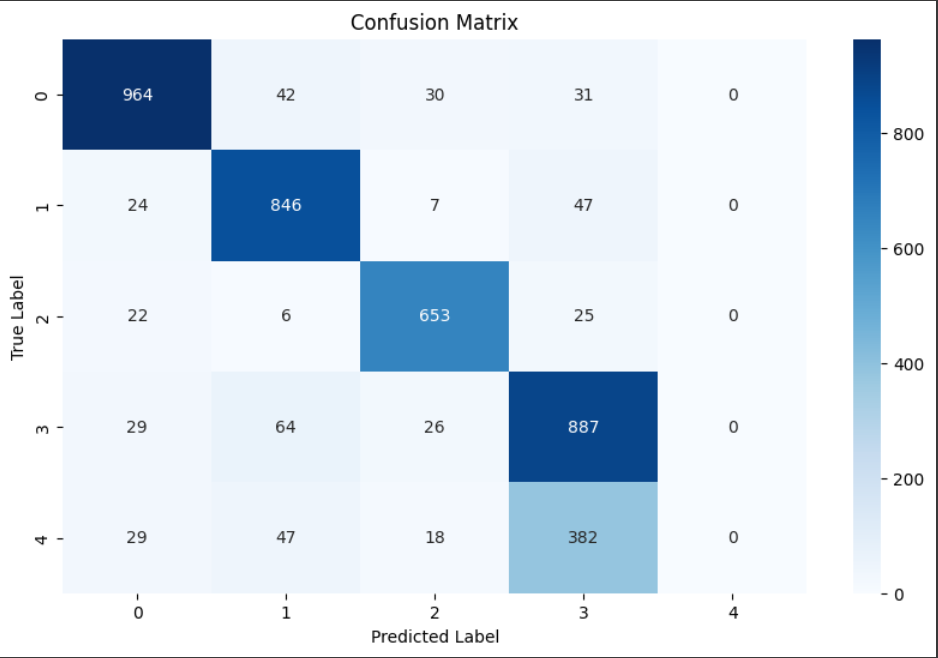 Confusion Matrix
0 964 42 30 31 0
800
1 24 846 7 47 0
600
True Label
2 22 6 653 25 0
400
3 29 64 26 887 0
200
4 29 47 18 382 0
0
0 1 2 3 4
Predicted Label